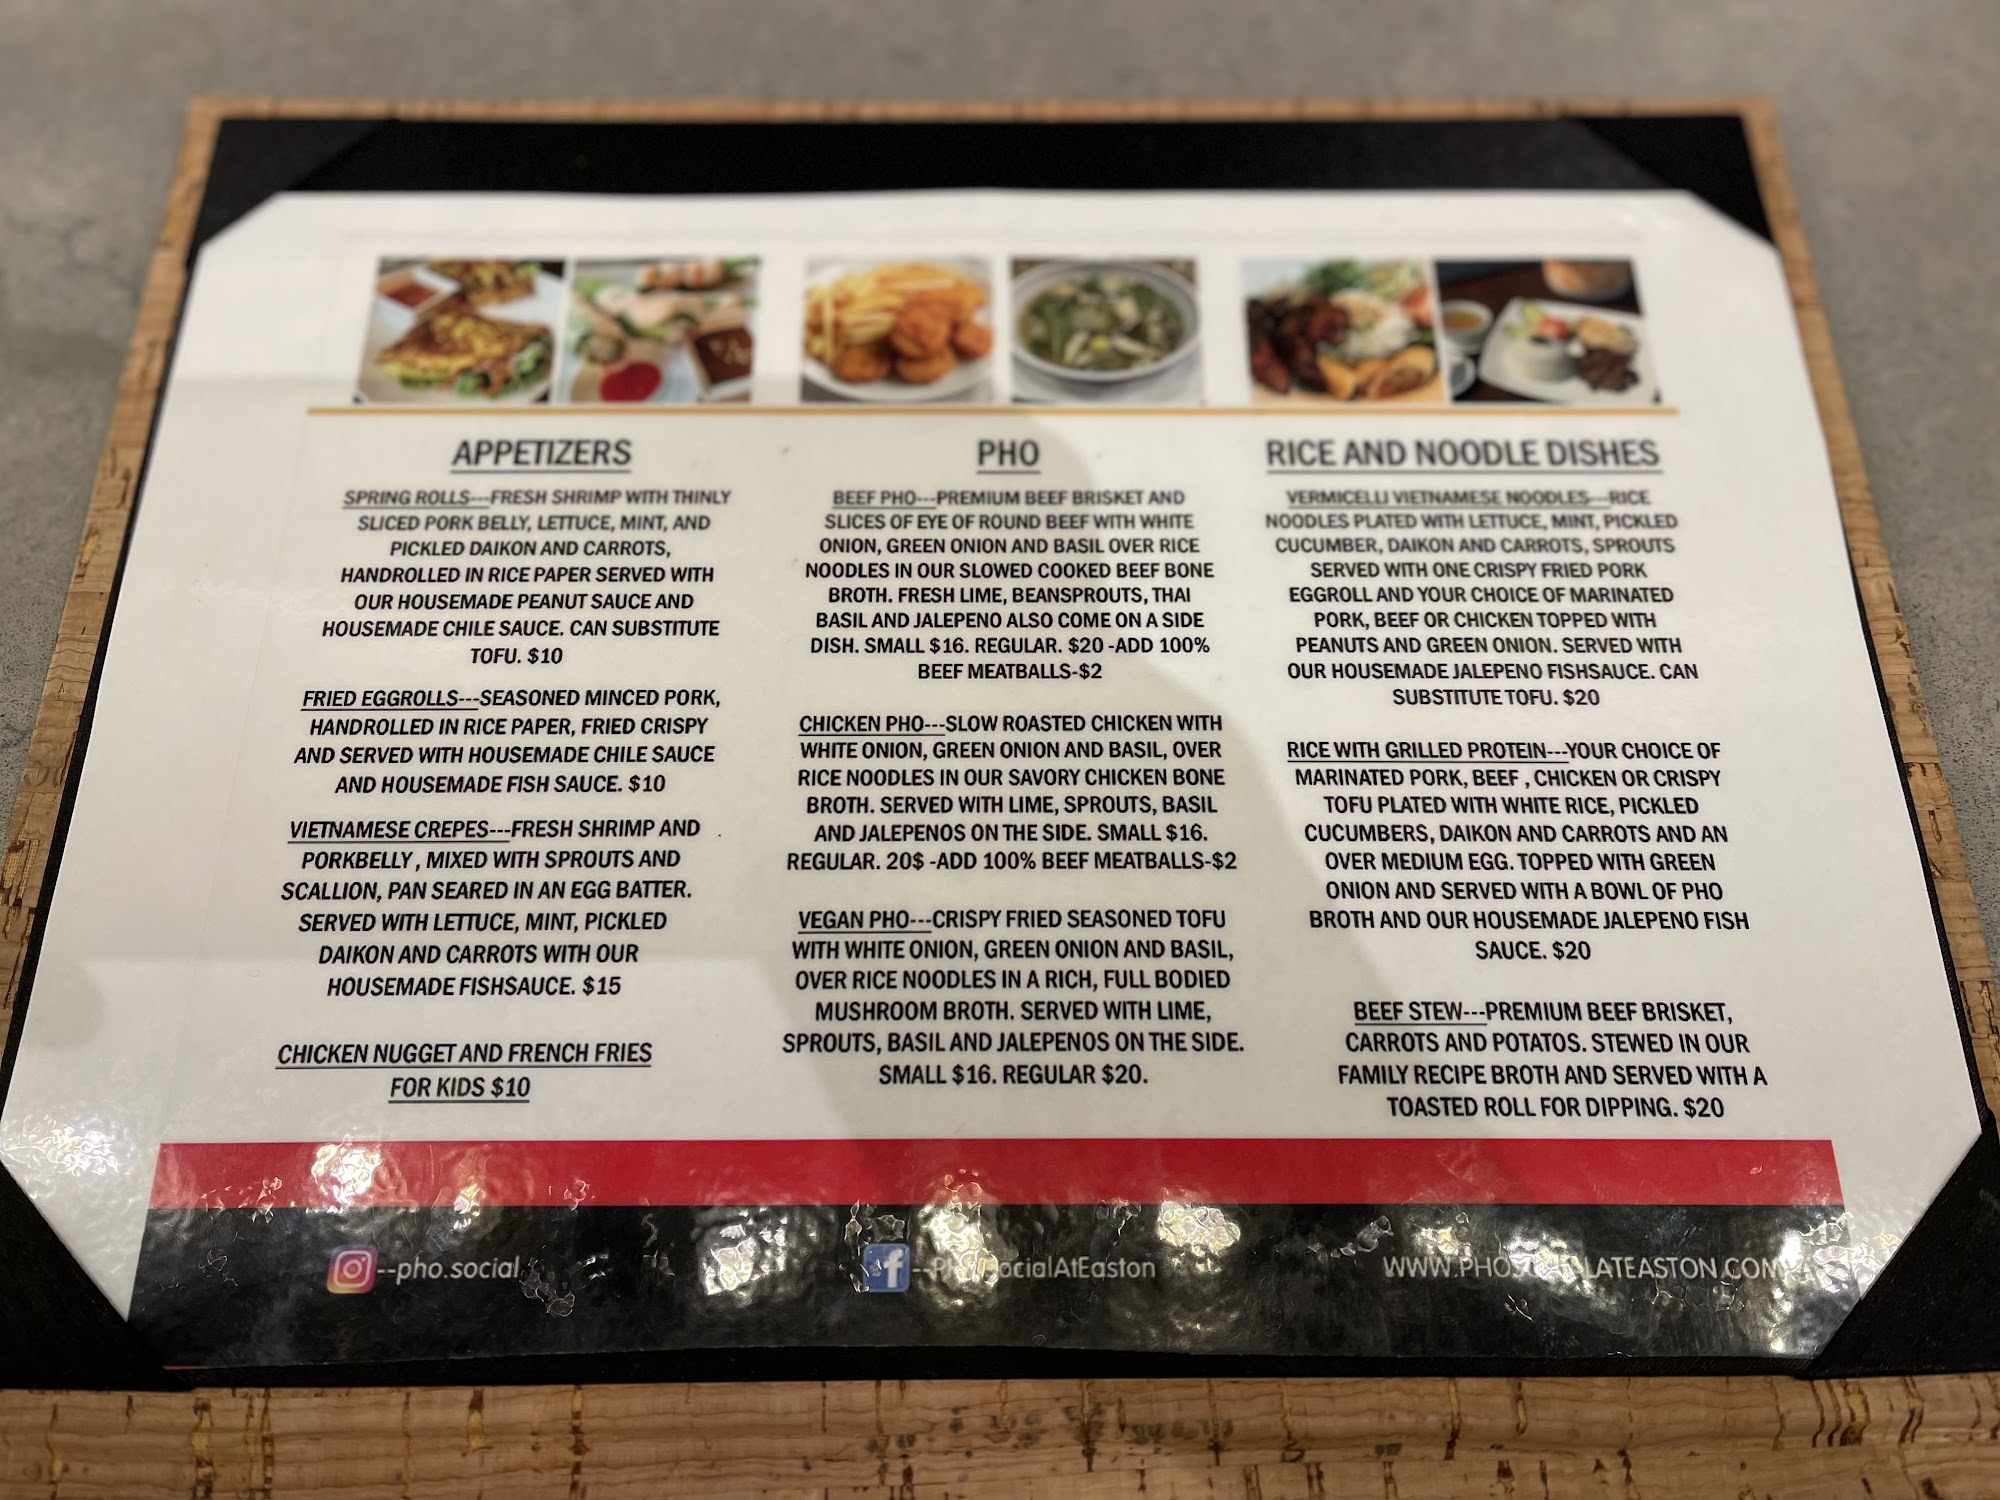 APPETIZERS
SPRING ROLLS---FRESH SHRIMP WITH THINLY
SLICED PORK BELLY, LETTUCE, MINT, AND
PICKLED DAIKON AND CARROTS,
HANDROLLED IN RICE PAPER SERVED WITH
OUR HOUSEMADE PEANUT SAUCE AND
HOUSEMADE CHILE SAUCE. CAN SUBSTITUTE
TOFU. $10
FRIED EGGROLLS---SEASONED MINCED PORK,
HANDROLLED IN RICE PAPER, FRIED CRISPY
AND SERVED WITH HOUSEMADE CHILE SAUCE
AND HOUSEMADE FISH SAUCE. $10
VIETNAMESE CREPES---FRESH SHRIMP AND
PORKBELLY , MIXED WITH SPROUTS AND
SCALLION, PAN SEARED IN AN EGG BATTER.
SERVED WITH LETTUCE, MINT, PICKLED
DAIKON AND CARROTS WITH OUR
HOUSEMADE FISHSAUCE. $15
CHICKEN NUGGET AND FRENCH FRIES
FOR KIDS $10
PHO
BEEF PHO---PREMIUM BEEF BRISKET AND
SLICES OF EYE OF ROUND BEEF WITH WHITE
ONION, GREEN ONION AND BASIL OVER RICE
NOODLES IN OUR SLOWED COOKED BEEF BONE
BROTH. FRESH LIME, BEANSPROUTS, THAI
BASIL AND JALEPENO ALSO COME ON A SIDE
DISH. SMALL $16. REGULAR. $20 -ADD 100%
BEEF MEATBALLS-$2
CHICKEN PHO---SLOW ROASTED CHICKEN WITH
WHITE ONION, GREEN ONION AND BASIL, OVER
RICE NOODLES IN OUR SAVORY CHICKEN BONE
BROTH. SERVED WITH LIME, SPROUTS, BASIL
AND JALEPENOS ON THE SIDE. SMALL $16.
REGULAR. 20$ -ADD 100% BEEF MEATBALLS-$2
VEGAN PHO---CRISPY FRIED SEASONED TOFU
WITH WHITE ONION, GREEN ONION AND BASIL,
OVER RICE NOODLES IN A RICH, FULL BODIED
MUSHROOM BROTH. SERVED WITH LIME,
SPROUTS, BASIL AND JALEPENOS ON THE SIDE.
SMALL $16. REGULAR $20.
RICE AND NOODLE DISHES
VERMICELLI VIETNAMESE NOODLES---RICE
NOODLES PLATED WITH LETTUCE, MINT, PICKLED
CUCUMBER, DAIKON AND CARROTS, SPROUTS
SERVED WITH ONE CRISPY FRIED PORK
EGGROLL AND YOUR CHOICE OF MARINATED
PORK, BEEF OR CHICKEN TOPPED WITH
PEANUTS AND GREEN ONION. SERVED WITH
OUR HOUSEMADE JALEPENO FISHSAUCE. CAN
SUBSTITUTE TOFU. $20
RICE WITH GRILLED PROTEIN---YOUR CHOICE OF
MARINATED PORK, BEEF , CHICKEN OR CRISPY
TOFU PLATED WITH WHITE RICE, PICKLED
CUCUMBERS, DAIKON AND CARROTS AND AN
OVER MEDIUM EGG. TOPPED WITH GREEN
ONION AND SERVED WITH A BOWL OF PHO
BROTH AND OUR HOUSEMADE JALEPENO FISH
SAUCE. $20
BEEF STEW---PREMIUM BEEF BRISKET,
CARROTS AND POTATOS. STEWED IN OUR
FAMILY RECIPE BROTH AND SERVED WITH A
TOASTED ROLL FOR DIPPING. $20
--pho.social